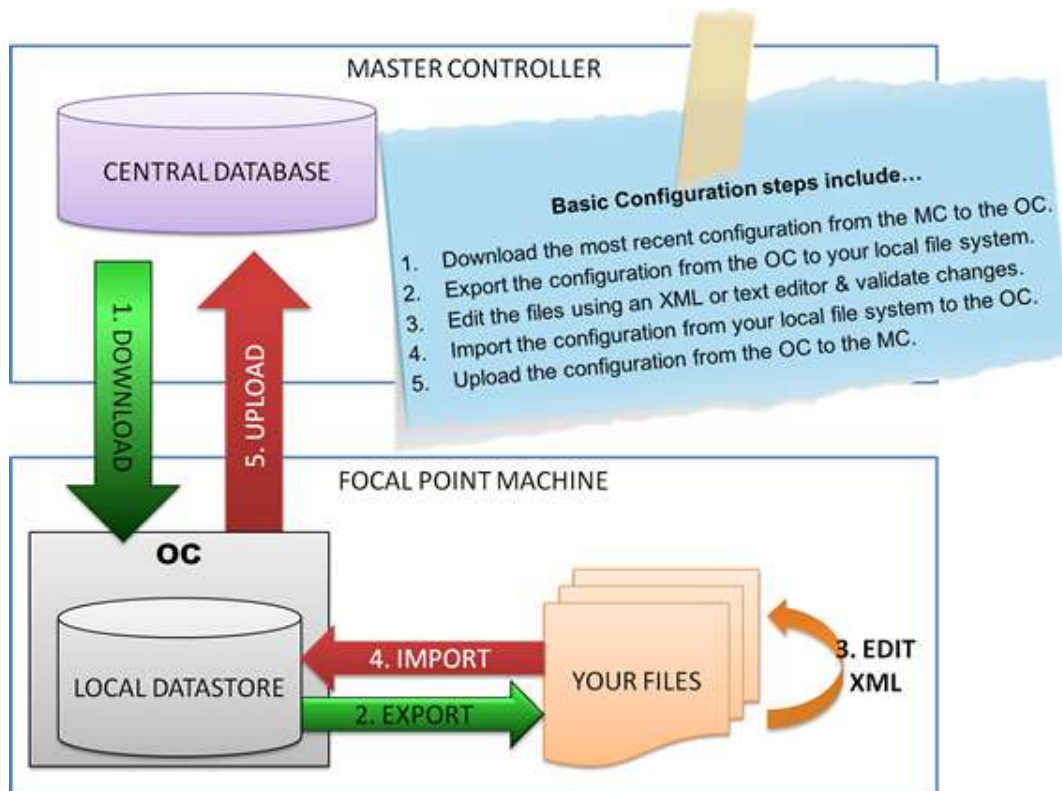 MASTER CONTROLLER
CENTRAL DATABASE
Basic Configuration steps include…
1. Download the most recent configuration from the MC to the OC.
2. Export the configuration from the OC to your local file system.
3. Edit the files using an XML or text editor & validate changes.
4. Import the configuration from your local file system to the OC.
5. Upload the configuration from the OC to the MC.
1. DOWNLOAD
5. UPLOAD
FOCAL POINT MACHINE
OC
LOCAL DATASTORE
4. IMPORT
2. EXPORT
YOUR FILES
3. EDIT
XML